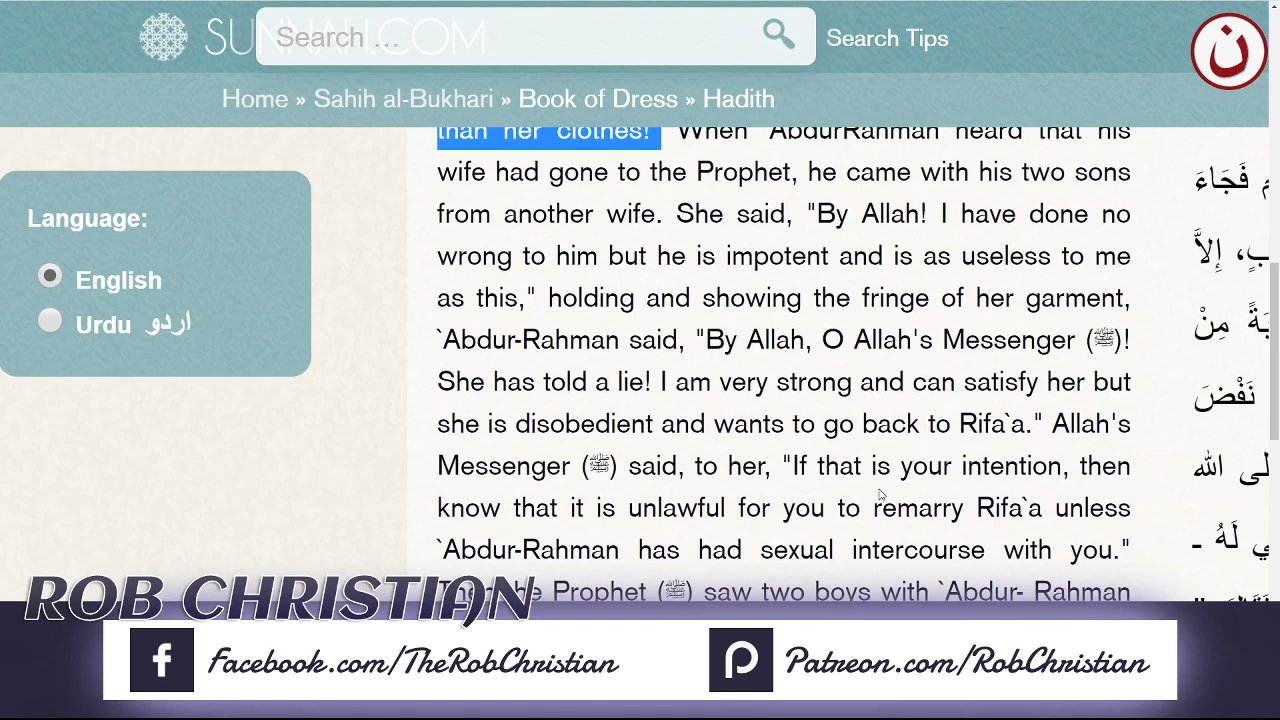 SUNNAH.COM
Search ...
Search Tips
ن
Home » Sahih al-Bukhari » Book of Dress » Hadith
Language:
English
Urdu اردو
than her clothes!" When `AbdurRahman heard that his
wife had gone to the Prophet, he came with his two sons
from another wife. She said, "By Allah! I have done no
wrong to him but he is impotent and is as useless to me
as this," holding and showing the fringe of her garment,
`Abdur-Rahman said, "By Allah, O Allah's Messenger (ﷺ)!
She has told a lie! I am very strong and can satisfy her but
she is disobedient and wants to go back to Rifa`a." Allah's
Messenger (ﷺ) said, to her, "If that is your intention, then
know that it is unlawful for you to remarry Rifa`a unless
`Abdur-Rahman has had sexual intercourse with you."
Then the Prophet (ﷺ) saw two boys with `Abdur- Rahman
م فَجَاءَ
بٍ، إِلاَّ
بَةً مِنْ
نَفْضَ
لى الله
ي لَهُ ـ
ROB CHRISTIAN
f Facebook.com/TheRobChristian
Patreon.com/RobChristian